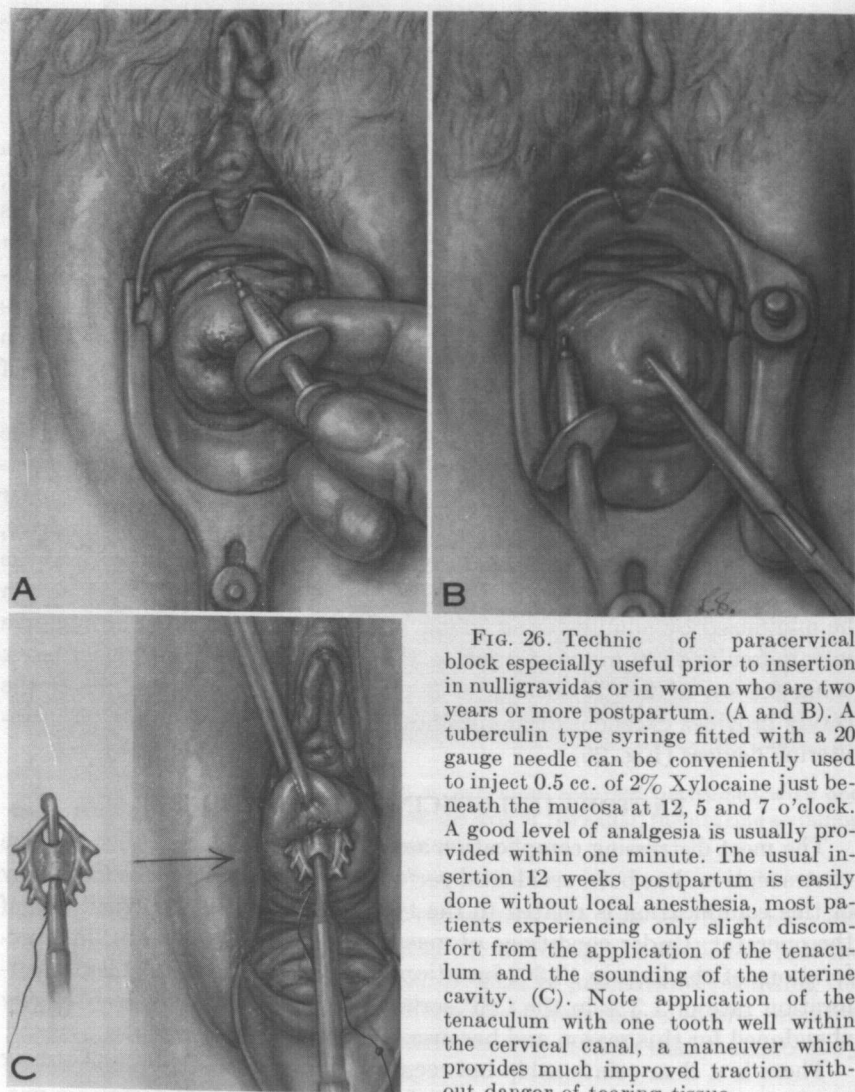 A
B
C
FIG. 26. Technic of paracervical
block especially useful prior to insertion
in nulligravidas or in women who are two
years or more postpartum. (A and B). A
tuberculin type syringe fitted with a 20
gauge needle can be conveniently used
to inject 0.5 cc. of 2% Xylocaine just be-
neath the mucosa at 12, 5 and 7 o'clock.
A good level of analgesia is usually pro-
vided within one minute. The usual in-
sertion 12 weeks postpartum is easily
done without local anesthesia, most pa-
tients experiencing only slight discom-
fort from the application of the tenacu-
lum and the sounding of the uterine
cavity. (C). Note application of the
tenaculum with one tooth well within
the cervical canal, a maneuver which
provides much improved traction with-
out danger of tearing tissue